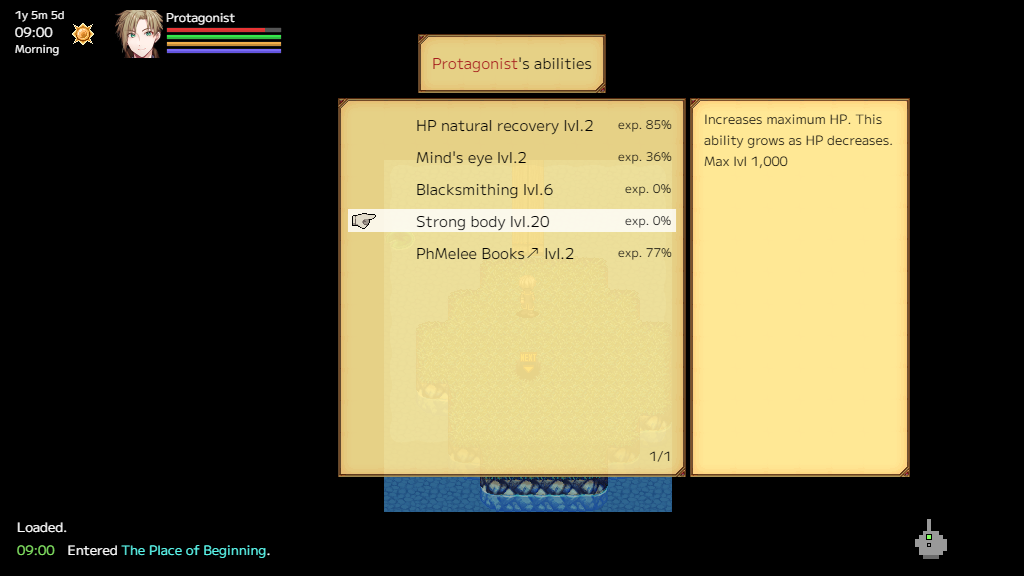 1y 5m 5d
09:00
Morning
Protagonist
Protagonist's abilities
HP natural recovery lvl.2 exp. 85%
Mind's eye lvl.2 exp. 36%
Blacksmithing lvl.6 exp. 0%
Strong body lvl.20 exp. 0%
PhMelee Books↗ lvl.2 exp. 77%
1/1
Increases maximum HP. This
ability grows as HP decreases.
Max lvl 1,000
NEXT
Loaded.
09:00 Entered The Place of Beginning.